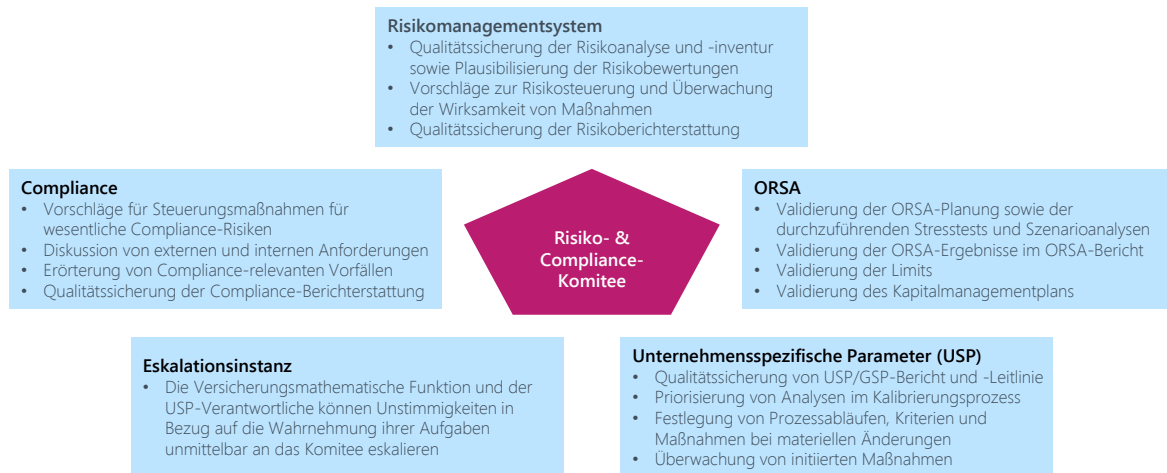 Risikomanagementsystem
• Qualitätssicherung der Risikoanalyse und -inventur
sowie Plausibilisierung der Risikobewertungen
• Vorschläge zur Risikosteuerung und Überwachung
der Wirksamkeit von Maßnahmen
• Qualitätssicherung der Risikoberichterstattung
Compliance
• Vorschläge für Steuerungsmaßnahmen für
wesentliche Compliance-Risiken
• Diskussion von externen und internen Anforderungen
• Erörterung von Compliance-relevanten Vorfällen
• Qualitätssicherung der Compliance-Berichterstattung
Risiko- &
Compliance-
Komitee
ORSA
• Validierung der ORSA-Planung sowie der
durchzuführenden Stresstests und Szenarioanalysen
• Validierung der ORSA-Ergebnisse im ORSA-Bericht
• Validierung der Limits
• Validierung des Kapitalmanagementplans
Eskalationsinstanz
• Die Versicherungsmathematische Funktion und der
USP-Verantwortliche können Unstimmigkeiten in
Bezug auf die Wahrnehmung ihrer Aufgaben
unmittelbar an das Komitee eskalieren
Unternehmensspezifische Parameter (USP)
• Qualitätssicherung von USP/GSP-Bericht und -Leitlinie
• Priorisierung von Analysen im Kalibrierungsprozess
• Festlegung von Prozessabläufen, Kriterien und
Maßnahmen bei materiellen Änderungen
• Überwachung von initiierten Maßnahmen